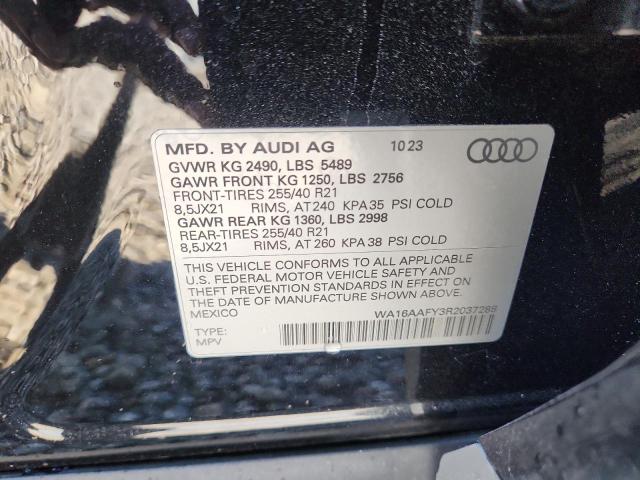 MFD. BY AUDI AG 10 23
GVWR KG 2490, LBS 5489
GAWR FRONT KG 1250, LBS 2756
FRONT-TIRES 255/40 R21
8,5JX21 RIMS, AT 240 KPA 35 PSI COLD
GAWR REAR KG 1360, LBS 2998
REAR-TIRES 255/40 R21
8,5JX21 RIMS, AT 260 KPA 38 PSI COLD
THIS VEHICLE CONFORMS TO ALL APPLICABLE
U.S. FEDERAL MOTOR VEHICLE SAFETY AND
THEFT PREVENTION STANDARDS IN EFFECT ON
THE DATE OF MANUFACTURE SHOWN ABOVE.
MEXICO WA16AAFY3R2037288
TYPE:
MPV